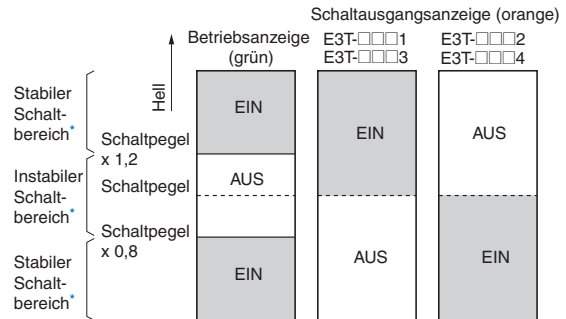 Schaltausgangsanzeige (orange)
Betriebsanzeige
(grün)
E3T-□□□1
E3T-□□□3
E3T-□□□2
E3T-□□□4
Hell
Stabiler
Schalt-
bereich*
Instabiler
Schalt-
bereich*
Stabiler
Schalt-
bereich*
Schaltpegel
x 1,2
Schaltpegel
Schaltpegel
x 0,8
EIN
AUS
EIN
EIN
AUS
AUS
EIN